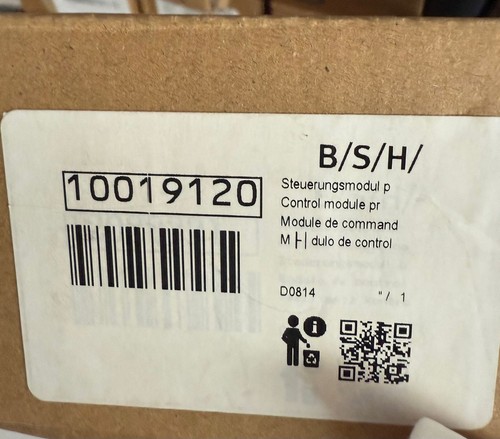 B/S/H/
10019120
Steuerungsmodul p
Control module pr
Module de command
M├┤dulo de control
D0814 "/ 1